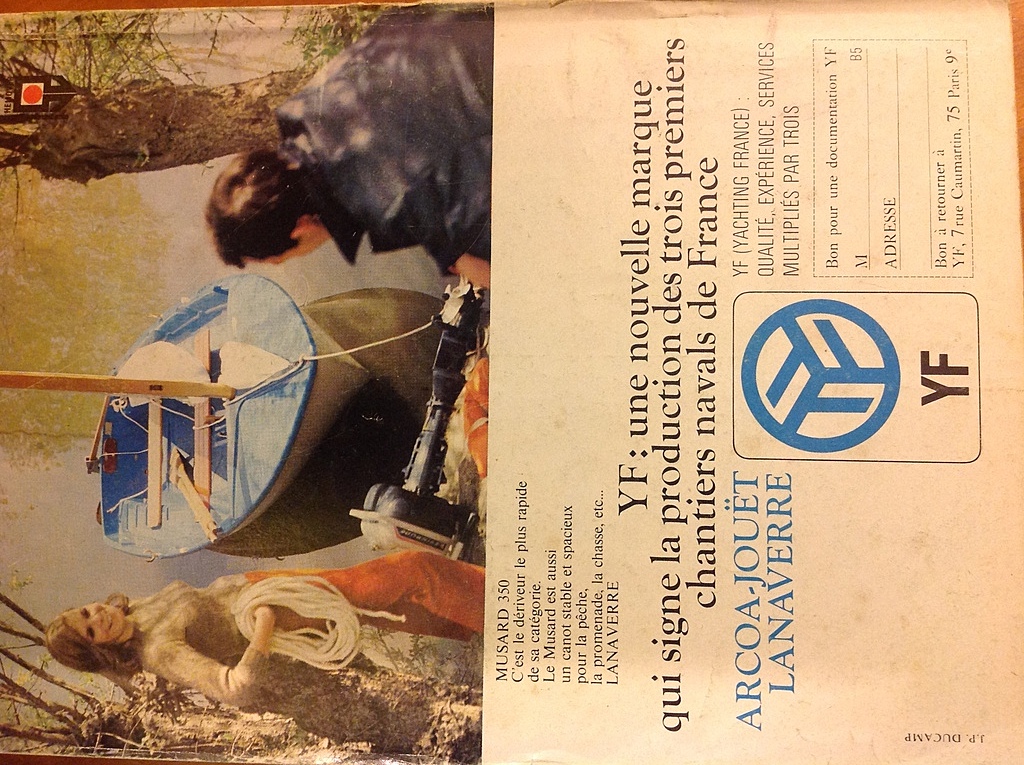 MUSARD 350
C'est le dériveur le plus rapide
de sa catégorie.
Le Musard est aussi
un canot stable et spacieux
pour la pêche,
la promenade, la chasse, etc...
LANAVERRE
YF : une nouvelle marque
qui signe la production des trois premiers
chantiers navals de France
ARCOA-JOUËT
LANAVERRE
YF
YF (YACHTING FRANCE) :
QUALITÉ, EXPÉRIENCE, SERVICES
MULTIPLIÉS PAR TROIS
Bon pour une documentation YF
M B5
ADRESSE
Bon à retourner à
YF, 7 rue Caumartin, 75 Paris 9e
J.P. DUCAMP